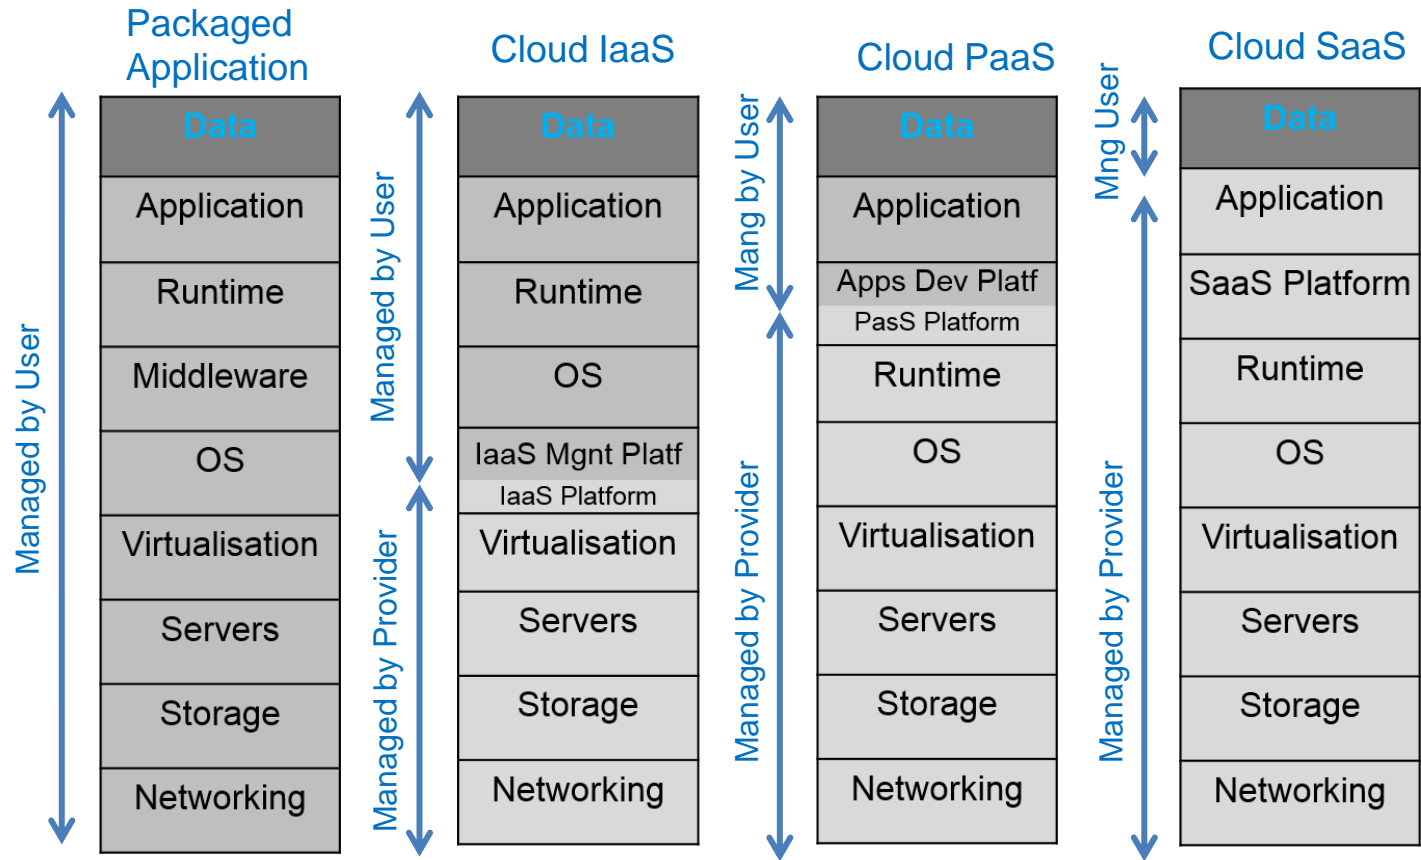 Packaged
Application
Managed by User
Data
Application
Runtime
Middleware
OS
Virtualisation
Servers
Storage
Networking
Cloud IaaS
Managed by User
Managed by Provider
Data
Application
Runtime
OS
IaaS Mgnt Platf
IaaS Platform
Virtualisation
Servers
Storage
Networking
Cloud PaaS
Mang by User
Managed by Provider
Data
Application
Apps Dev Platf
PasS Platform
Runtime
OS
Virtualisation
Servers
Storage
Networking
Cloud SaaS
Mng User
Managed by Provider
Data
Application
SaaS Platform
Runtime
OS
Virtualisation
Servers
Storage
Networking